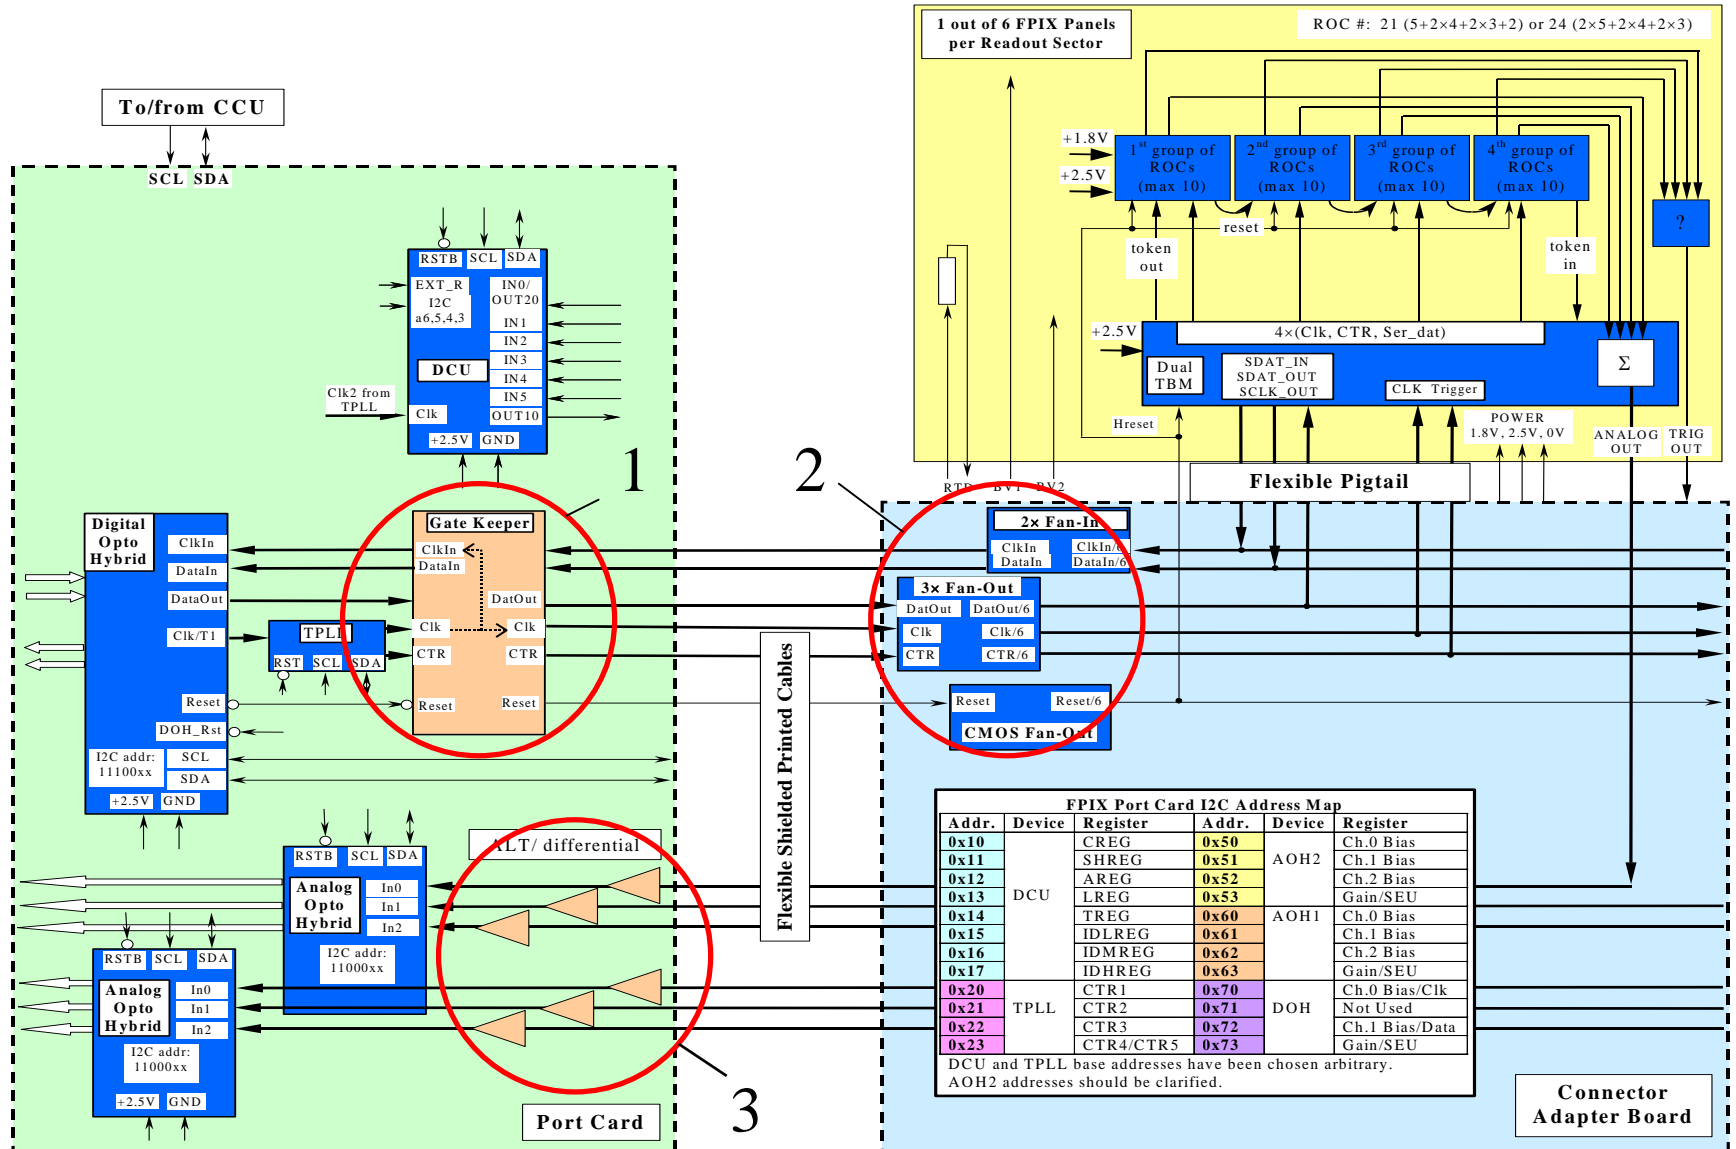 1 out of 6 FPIX Panels
per Readout Sector
ROC #: 21 (5+2×4+2×3+2) or 24 (2×5+2×4+2×3)
To/from CCU
SCL SDA
+1.8V
+2.5V
1st group of
ROCs
(max 10)
2nd group of
ROCs
(max 10)
3rd group of
ROCs
(max 10)
4th group of
ROCs
(max 10)
?
reset
token
out
token
in
+2.5V
4×(Clk, CTR, Ser_dat)
Dual
TBM
SDAT_IN
SDAT_OUT
SCLK_OUT
CLK Trigger
Σ
Hreset
POWER
1.8V, 2.5V, 0V
ANALOG
OUT
TRIG
OUT
RTD
BV1
BV2
Flexible Pigtail
RSTB SCL SDA
EXT_R
I2C
a6,5,4,3
IN0/
OUT20
IN1
IN2
IN3
IN4
IN5
OUT10
DCU
Clk2 from
TPLL
Clk
+2.5V GND
1
2
Digital
Opto
Hybrid
ClkIn
DataIn
DataOut
Clk/T1
Reset
DOH_Rst
I2C addr:
11100xx
SCL
SDA
+2.5V GND
TPLL
RST SCL SDA
Gate Keeper
ClkIn
DataIn
DatOut
Clk
Clk
CTR
CTR
Reset
Reset
2× Fan-In
ClkIn
DataIn
ClkIn/6
DataIn/6
3× Fan-Out
DatOut DatOut/6
Clk Clk/6
CTR CTR/6
Reset Reset/6
CMOS Fan-Out
Flexible Shielded Printed Cables
ALT/ differential
RSTB SCL SDA
Analog
Opto
Hybrid
In0
In1
In2
I2C addr:
11000xx
RSTB SCL SDA
Analog
Opto
Hybrid
In0
In1
In2
I2C addr:
11000xx
+2.5V GND
3
Port Card
FPIX Port Card I2C Address Map
Addr. Device Register Addr. Device Register
0x10 CREG 0x50 Ch.0 Bias
0x11 SHREG 0x51 AOH2 Ch.1 Bias
0x12 AREG 0x52 Ch.2 Bias
0x13 DCU LREG 0x53 Gain/SEU
0x14 TREG 0x60 AOH1 Ch.0 Bias
0x15 IDLREG 0x61 Ch.1 Bias
0x16 IDMREG 0x62 Ch.2 Bias
0x17 IDHREG 0x63 Gain/SEU
0x20 CTR1 0x70 Ch.0 Bias/Clk
0x21 TPLL CTR2 0x71 DOH Not Used
0x22 CTR3 0x72 Ch.1 Bias/Data
0x23 CTR4/CTR5 0x73 Gain/SEU
DCU and TPLL base addresses have been chosen arbitrary.
AOH2 addresses should be clarified.
Connector
Adapter Board